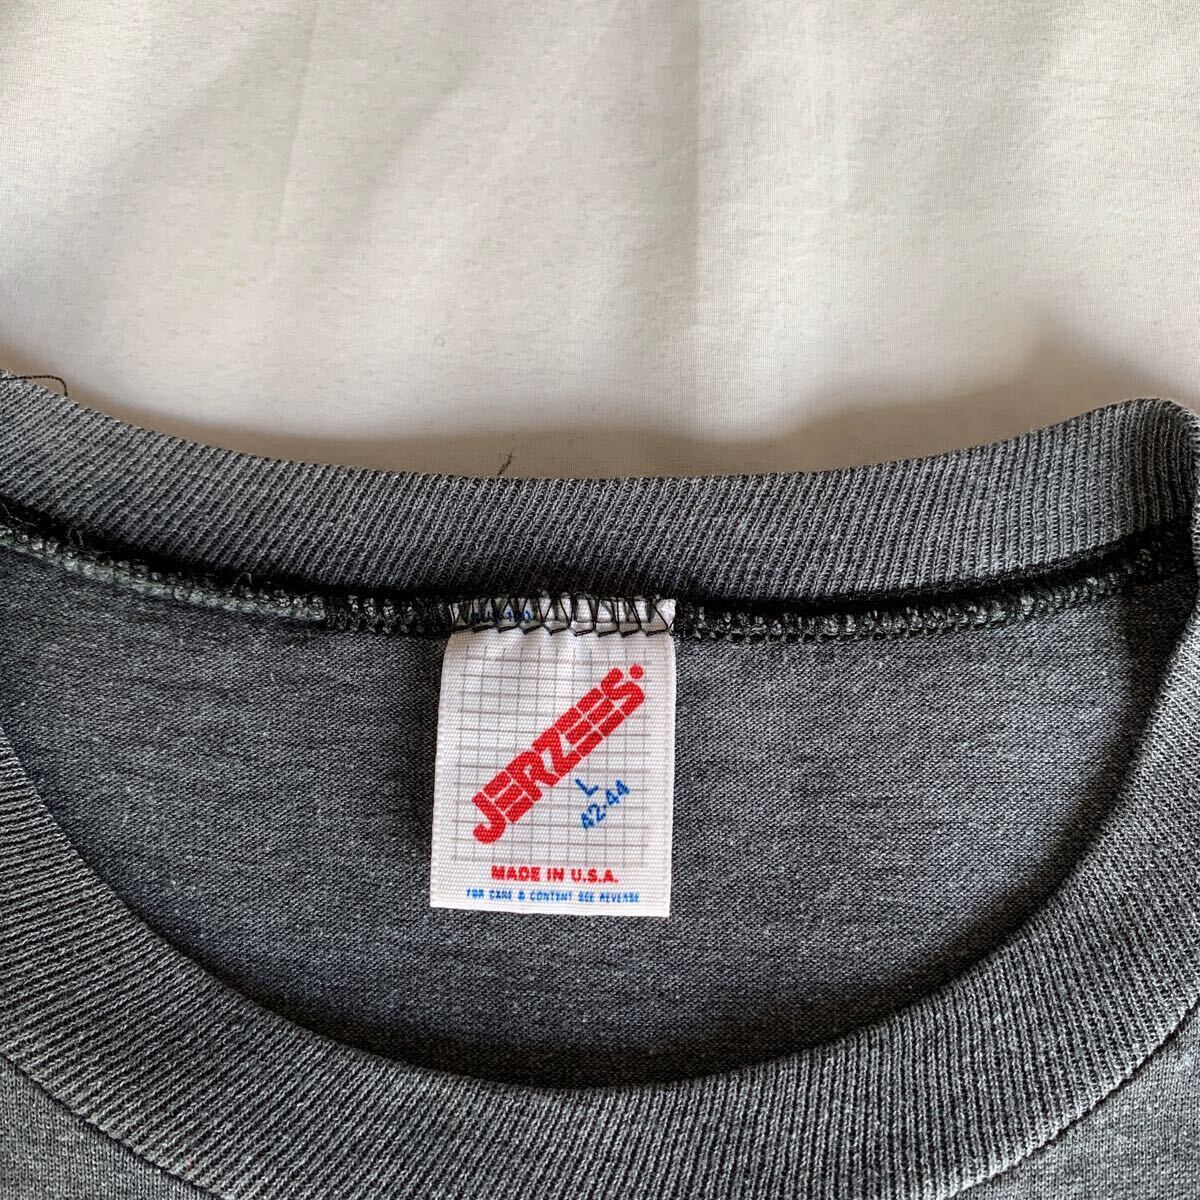 JERZEES
L
42-44
MADE IN U.S.A.
FOR CARE & CONTENT SEE REVERSE